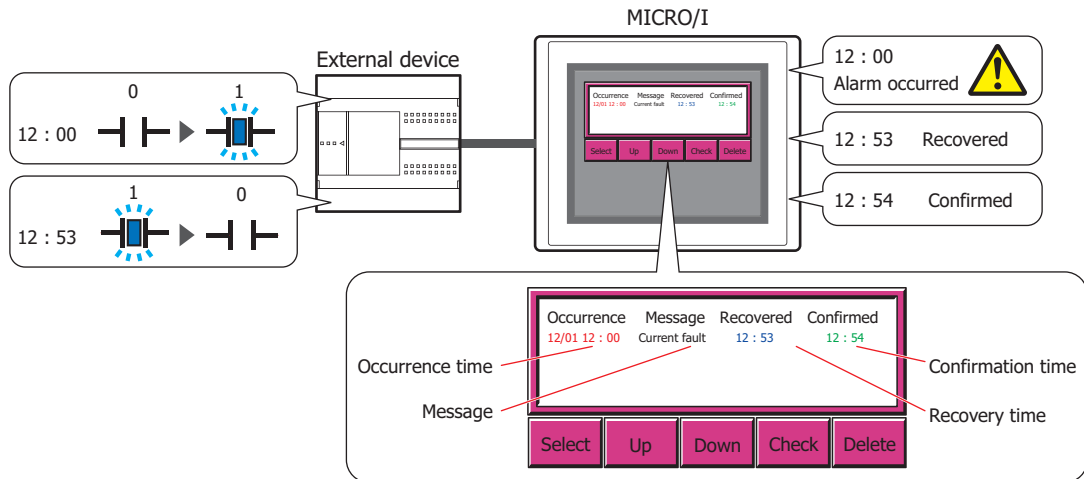 MICRO/I
External device
0 1
12 : 00
1 0
12 : 53
Occurrence Message Recovered Confirmed
12/01 12 : 00 Current fault 12 : 53 12 : 54
Select Up Down Check Delete
12 : 00
Alarm occurred
12 : 53 Recovered
12 : 54 Confirmed
Occurrence Message Recovered Confirmed
12/01 12 : 00 Current fault 12 : 53 12 : 54
Occurrence time
Confirmation time
Message
Recovery time
Select Up Down Check Delete